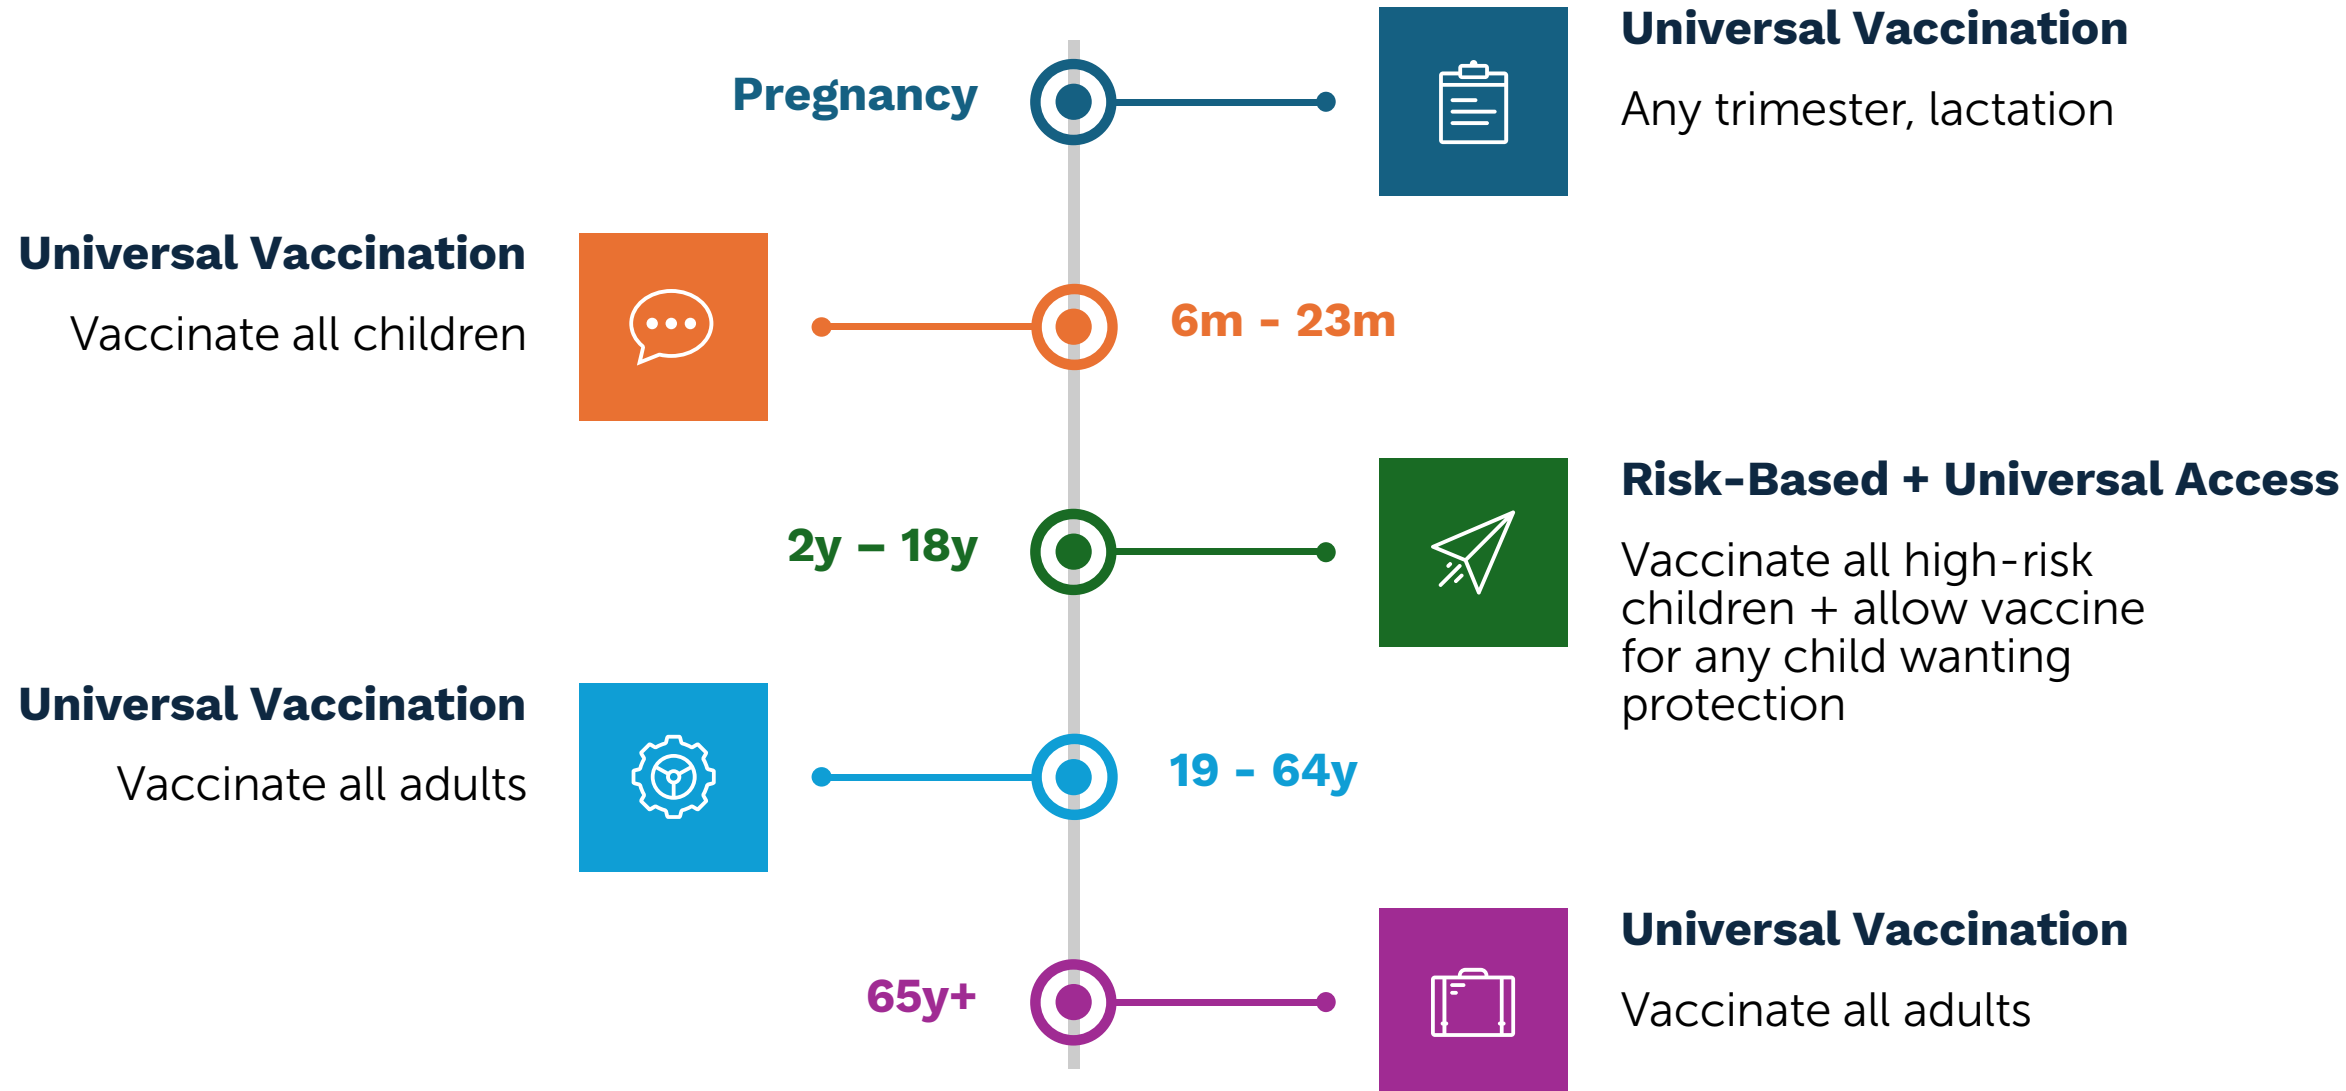 Pregnancy
Universal Vaccination
Any trimester, lactation
Universal Vaccination
Vaccinate all children
6m - 23m
2y – 18y
Risk-Based + Universal Access
Vaccinate all high-risk
children + allow vaccine
for any child wanting
protection
Universal Vaccination
Vaccinate all adults
19 - 64y
65y+
Universal Vaccination
Vaccinate all adults